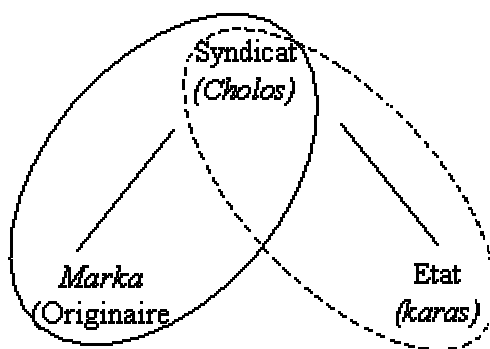 Syndicat
(Cholos)
Marka
(Originaire
Etat
(karas)